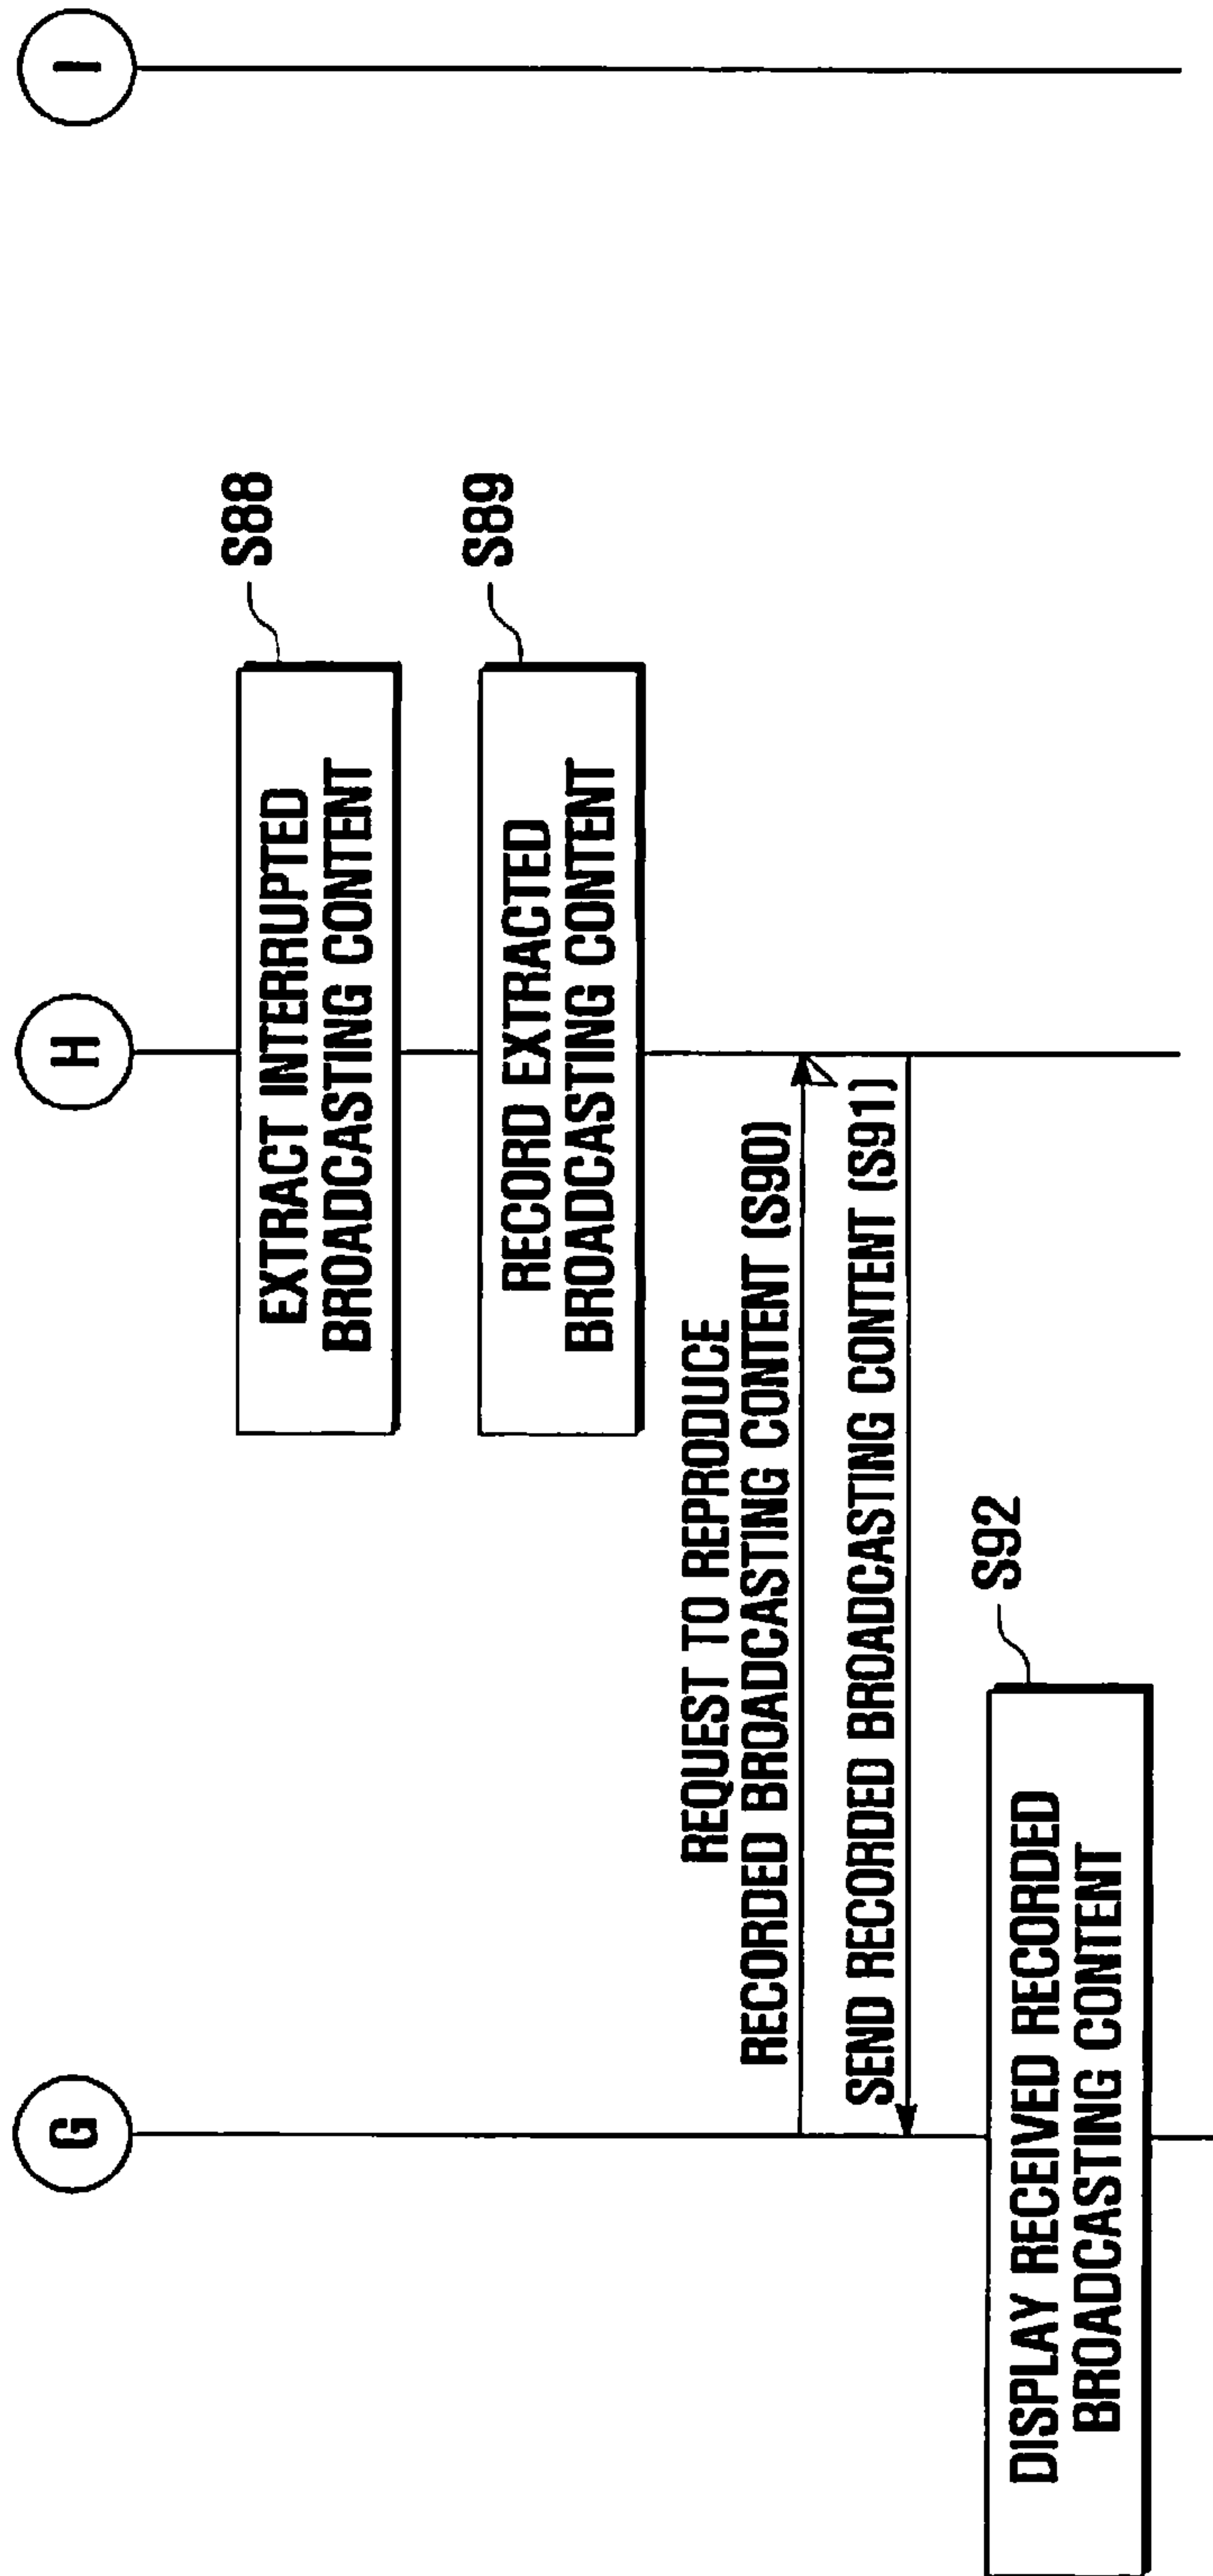 G
H
I
EXTRACT INTERRUPTED
BROADCASTING CONTENT
S88
RECORD EXTRACTED
BROADCASTING CONTENT
S89
REQUEST TO REPRODUCE
RECORDED BROADCASTING CONTENT (S90)
SEND RECORDED BROADCASTING CONTENT (S91)
DISPLAY RECEIVED RECORDED
BROADCASTING CONTENT
S92